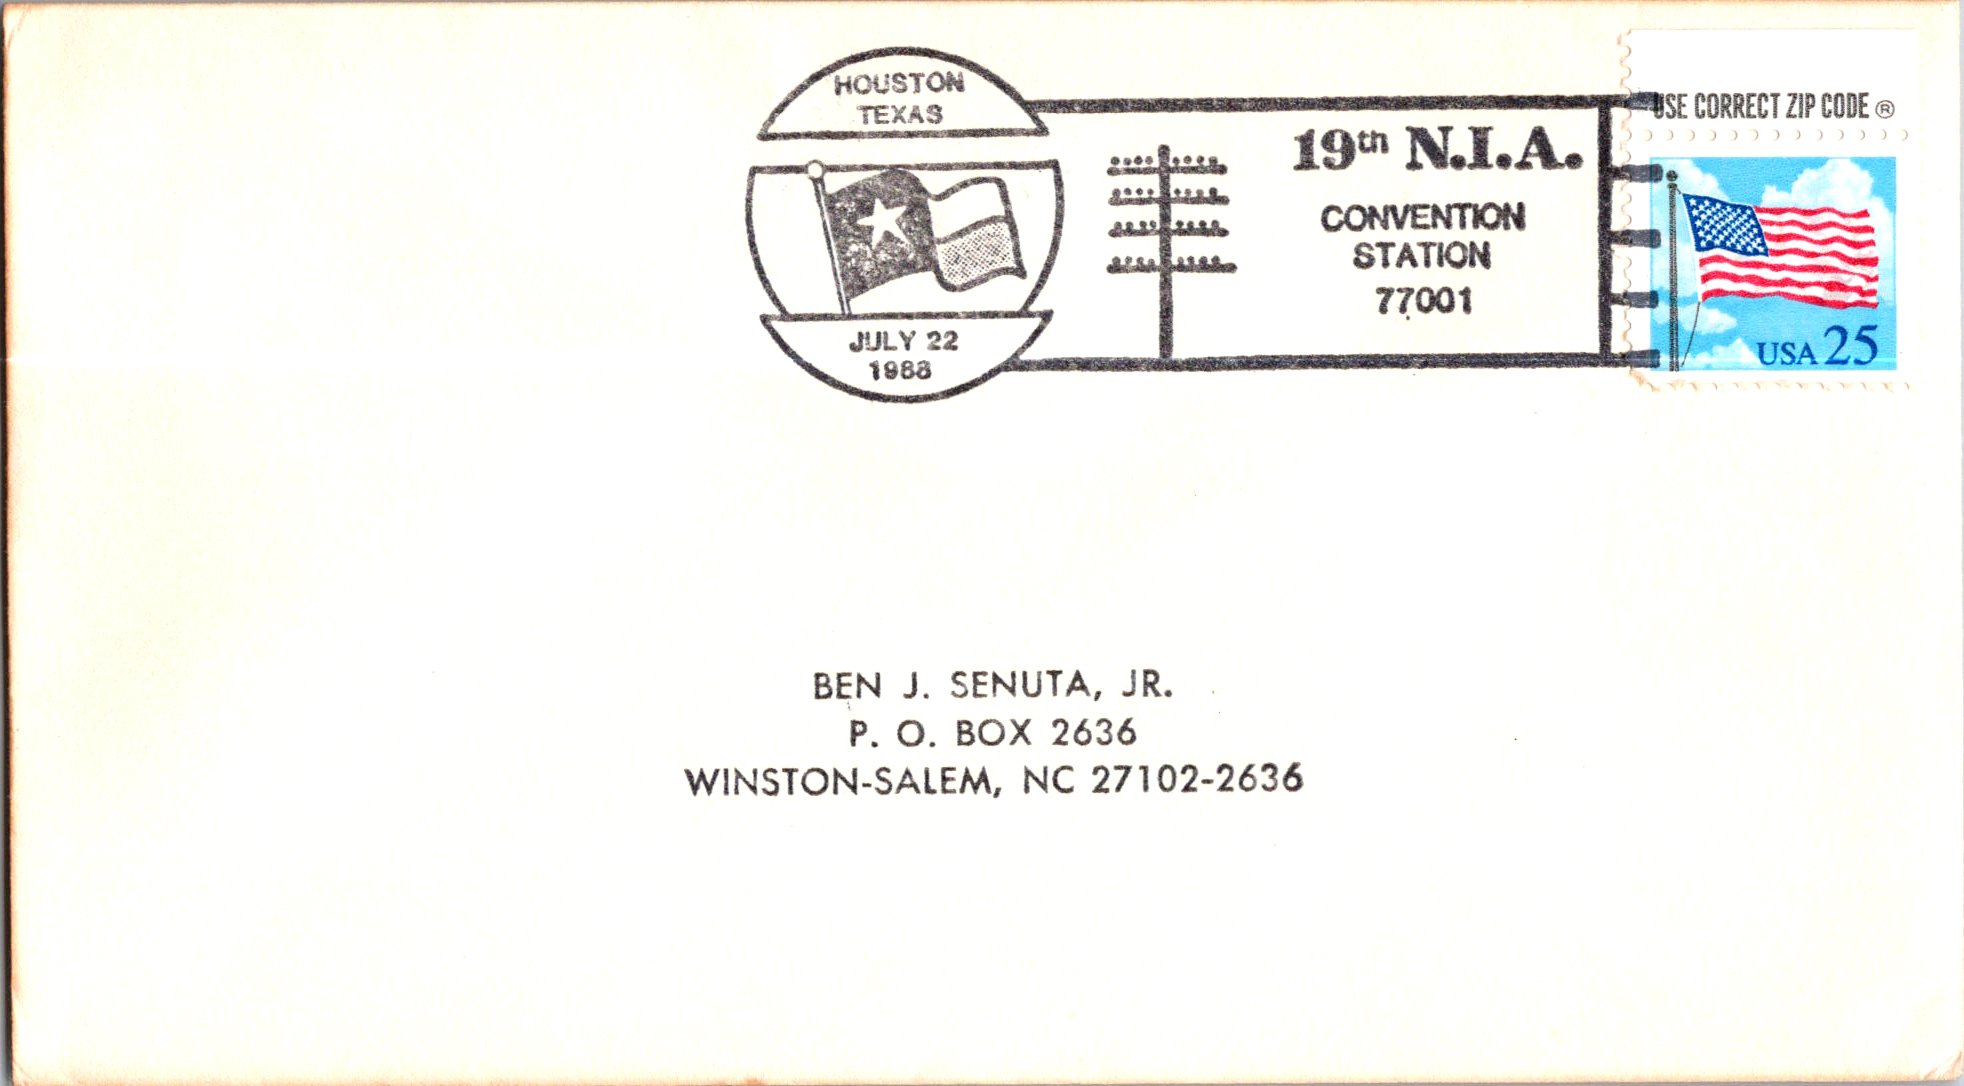 HOUSTON
TEXAS
JULY 22
1988
19th N.I.A.
CONVENTION
STATION
77001
USE CORRECT ZIP CODE ®
USA 25
BEN J. SENUTA, JR.
P. O. BOX 2636
WINSTON-SALEM, NC 27102-2636